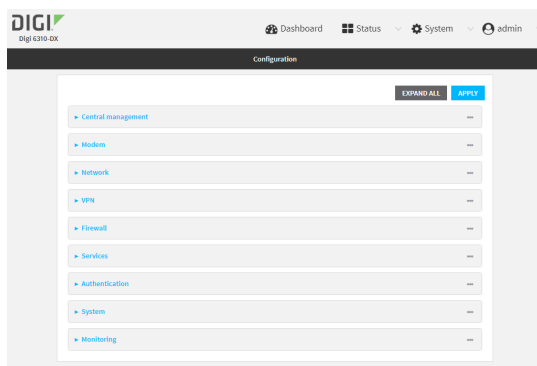 DIGI
Digi 6310-DX
Dashboard Status System admin
Configuration
EXPAND ALL APPLY
Central management
Modem
Network
VPN
Firewall
Services
Authentication
System
Monitoring